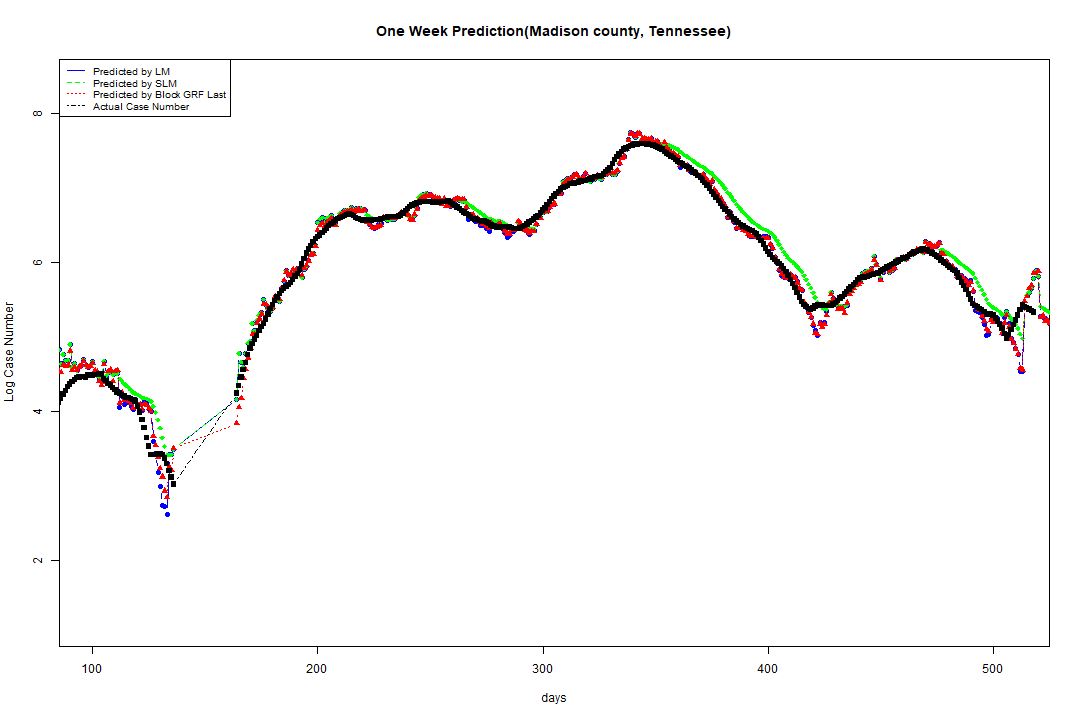 One Week Prediction(Madison county, Tennessee)
Predicted by LM
Predicted by SLM
Predicted by Block GRF Last
Actual Case Number
Log Case Number
8
6
4
2
100 200 300 400 500
days